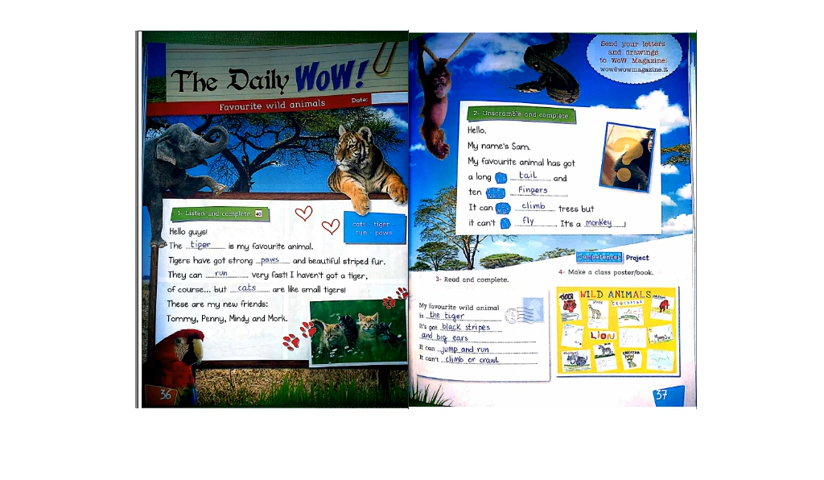 The Daily WOW!
Favourite wild animals
Date:
1- Listen and complete. 40
cats tiger
run paws
Hello guys!
The tiger is my favourite animal.
Tigers have got strong paws and beautiful striped fur.
They can run very fast! I haven't got a tiger,
of course... but cats are like small tigers!
These are my new friends:
Tommy, Penny, Mindy and Mork.
36
Send your letters
and drawings
to WoW Magazine!
2- Unscramble and complete.
Hello,
My name's Sam.
My favourite animal has got
a long tail and
ten Fingers
It can climb trees but
it can't fly. It's a monkey!
Project
3- Read and complete.
My favourite wild animal
is the tiger
It's got black stripes
and big ears
It can jump and run
It can't climb or crawl
4- Make a class poster/book.
WILD ANIMALS
LION
37